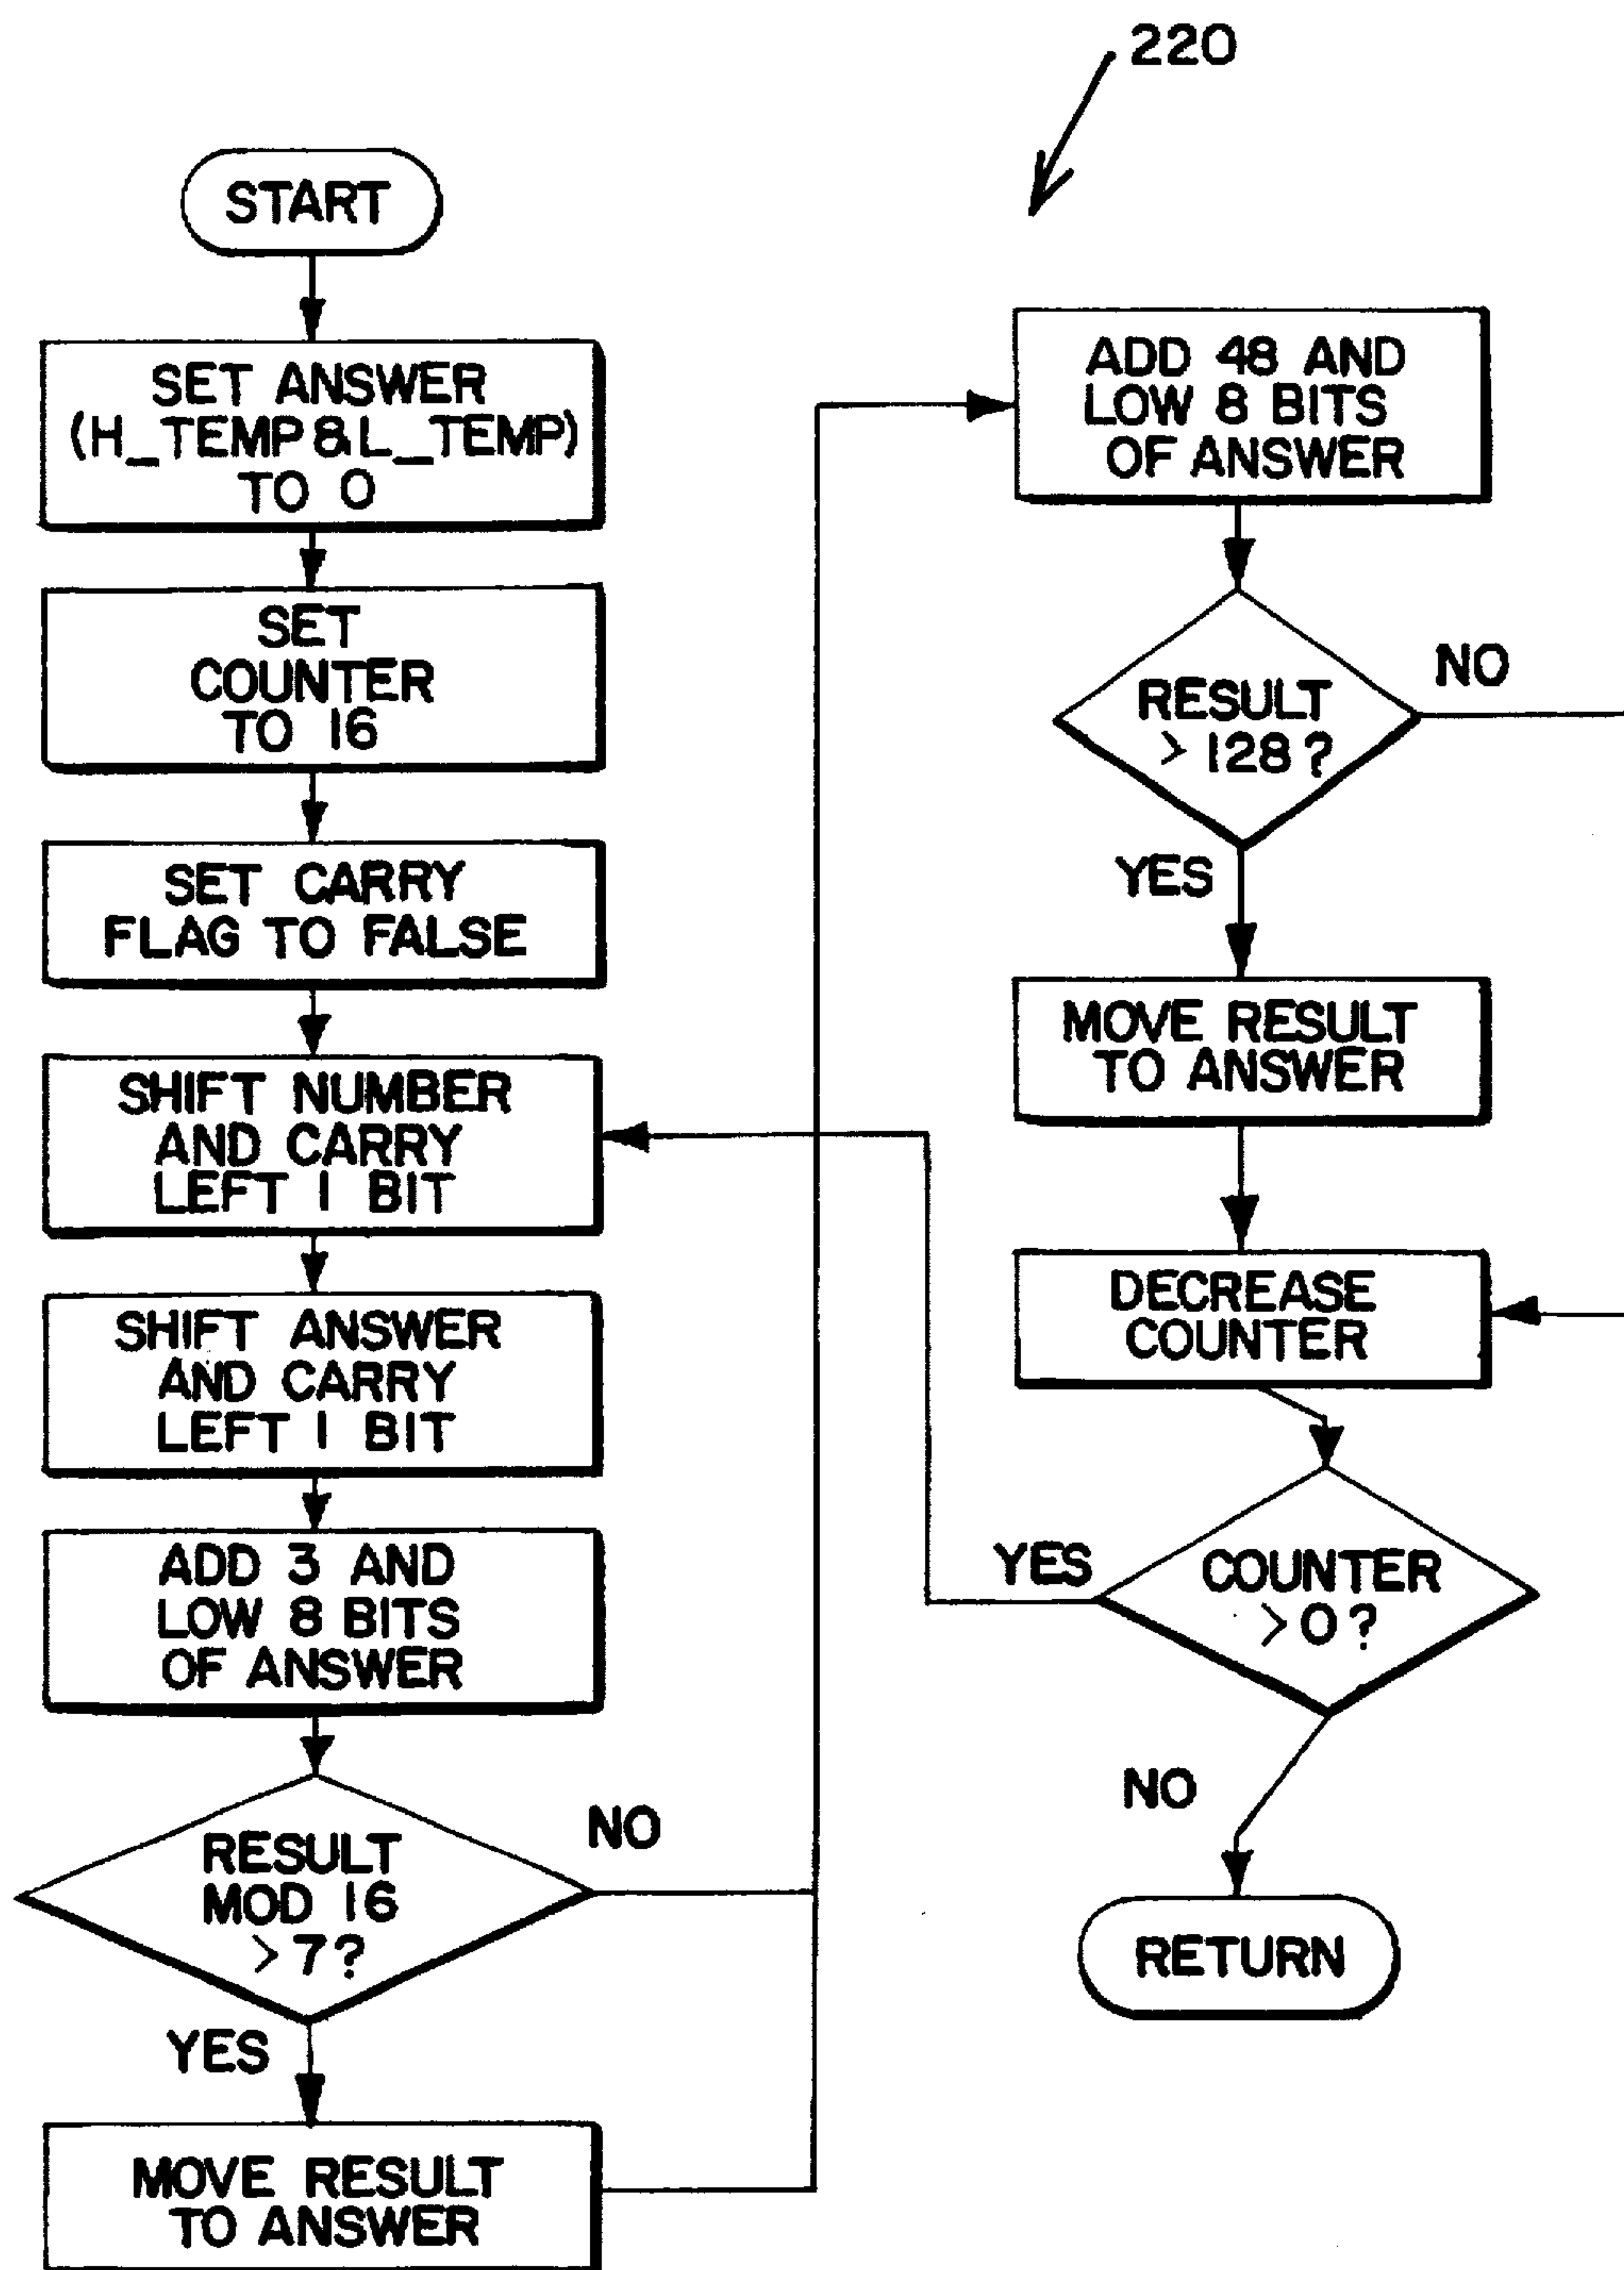 220
START
SET ANSWER
(H_TEMP&L_TEMP)
TO 0
SET
COUNTER
TO 16
SET CARRY
FLAG TO FALSE
SHIFT NUMBER
AND CARRY
LEFT 1 BIT
SHIFT ANSWER
AND CARRY
LEFT 1 BIT
ADD 3 AND
LOW 8 BITS
OF ANSWER
RESULT
MOD 16
>7?
NO
YES
MOVE RESULT
TO ANSWER
ADD 48 AND
LOW 8 BITS
OF ANSWER
RESULT
>128?
NO
YES
MOVE RESULT
TO ANSWER
DECREASE
COUNTER
COUNTER
>0?
YES
NO
RETURN